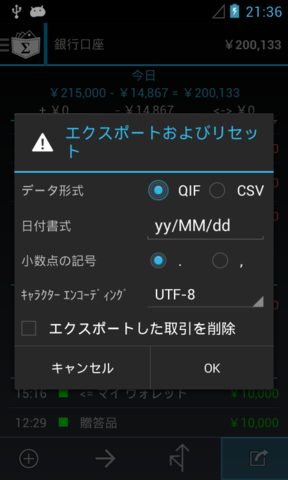 21:36
銀行口座 ￥200,133
今日
￥215,000 - ￥14,867 = ￥200,133
+ ￥0 - ￥14,867 <-> ￥0
エクスポートおよびリセット
データ形式 QIF CSV
日付書式 yy/MM/dd
小数点の記号 . ,
ｷｬﾗｸﾀｰ ｴﾝｺｰﾃﾞｨﾝｸﾞ UTF-8
エクスポートした取引を削除
キャンセル OK
15:16 <= マイ ウォレット ￥10,000
12:29 贈答品 ￥10,000